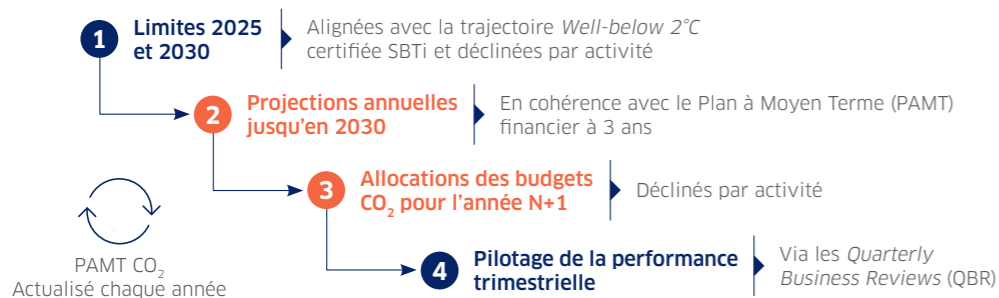 1
Limites 2025
et 2030
Alignées avec la trajectoire Well-below 2°C
certifiée SBTi et déclinées par activité
2
Projections annuelles
jusqu'en 2030
En cohérence avec le Plan à Moyen Terme (PAMT)
financier à 3 ans
3
Allocations des budgets
CO₂ pour l'année N+1
Déclinés par activité
4
Pilotage de la performance
trimestrielle
Via les Quarterly
Business Reviews (QBR)
PAMT CO₂
Actualisé chaque année